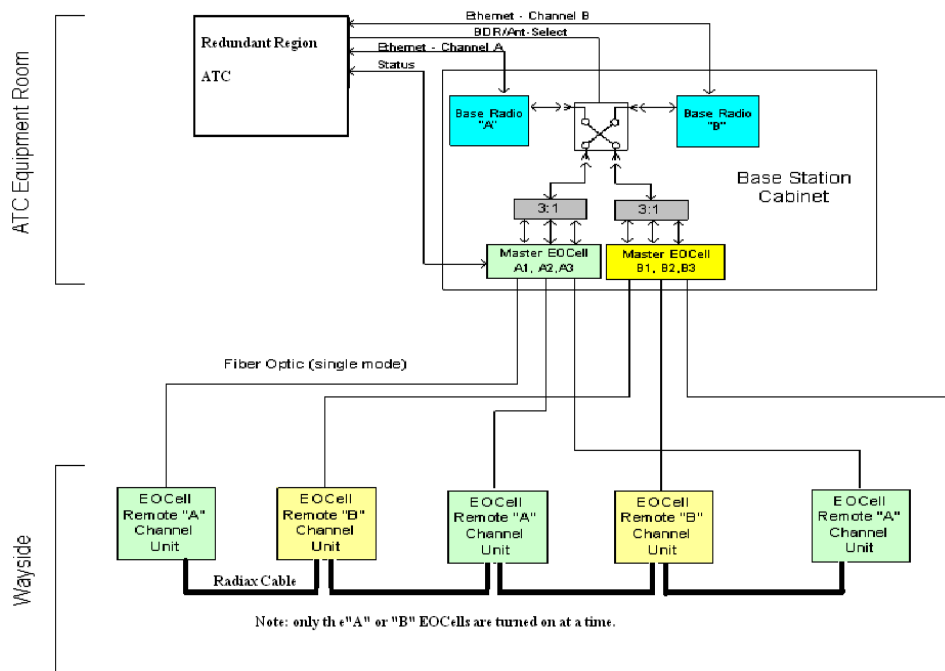 Ethernet - Channel B
BDR/Ant-Select
Redundant Region
Ethernet - Channel A
ATC
Status
ATC Equipment Room
Base Radio
"A"
Base Radio
"B"
Base Station
Cabinet
3:1
3:1
Master EOCell
A1, A2,A3
Master EOCell
B1, B2,B3
Fiber Optic (single mode)
Wayside
EOCell
Remote "A"
Channel
Unit
EOCell
Remote "B"
Channel
Unit
EOCell
Remote "A"
Channel
Unit
EOCell
Remote "B"
Channel
Unit
EOCell
Remote "A"
Channel
Unit
Radiax Cable
Note: only the"A" or "B" EOCells are turned on at a time.